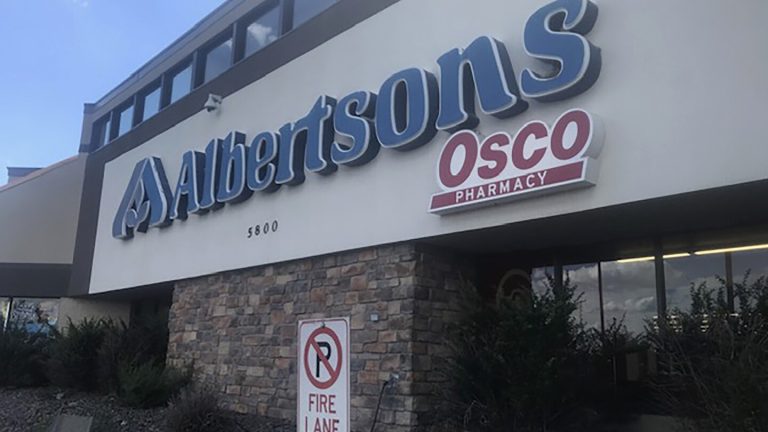 Albertsons
Osco
PHARMACY
5800
P
FIRE
LANE